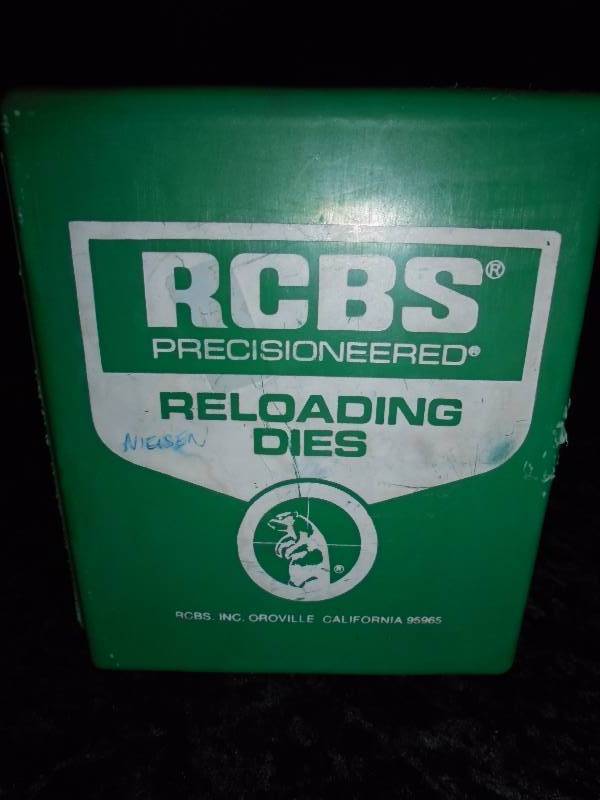 RCBS®
PRECISIONEERED®
RELOADING
NIELSEN
DIES
®
RCBS. INC. OROVILLE CALIFORNIA 95965